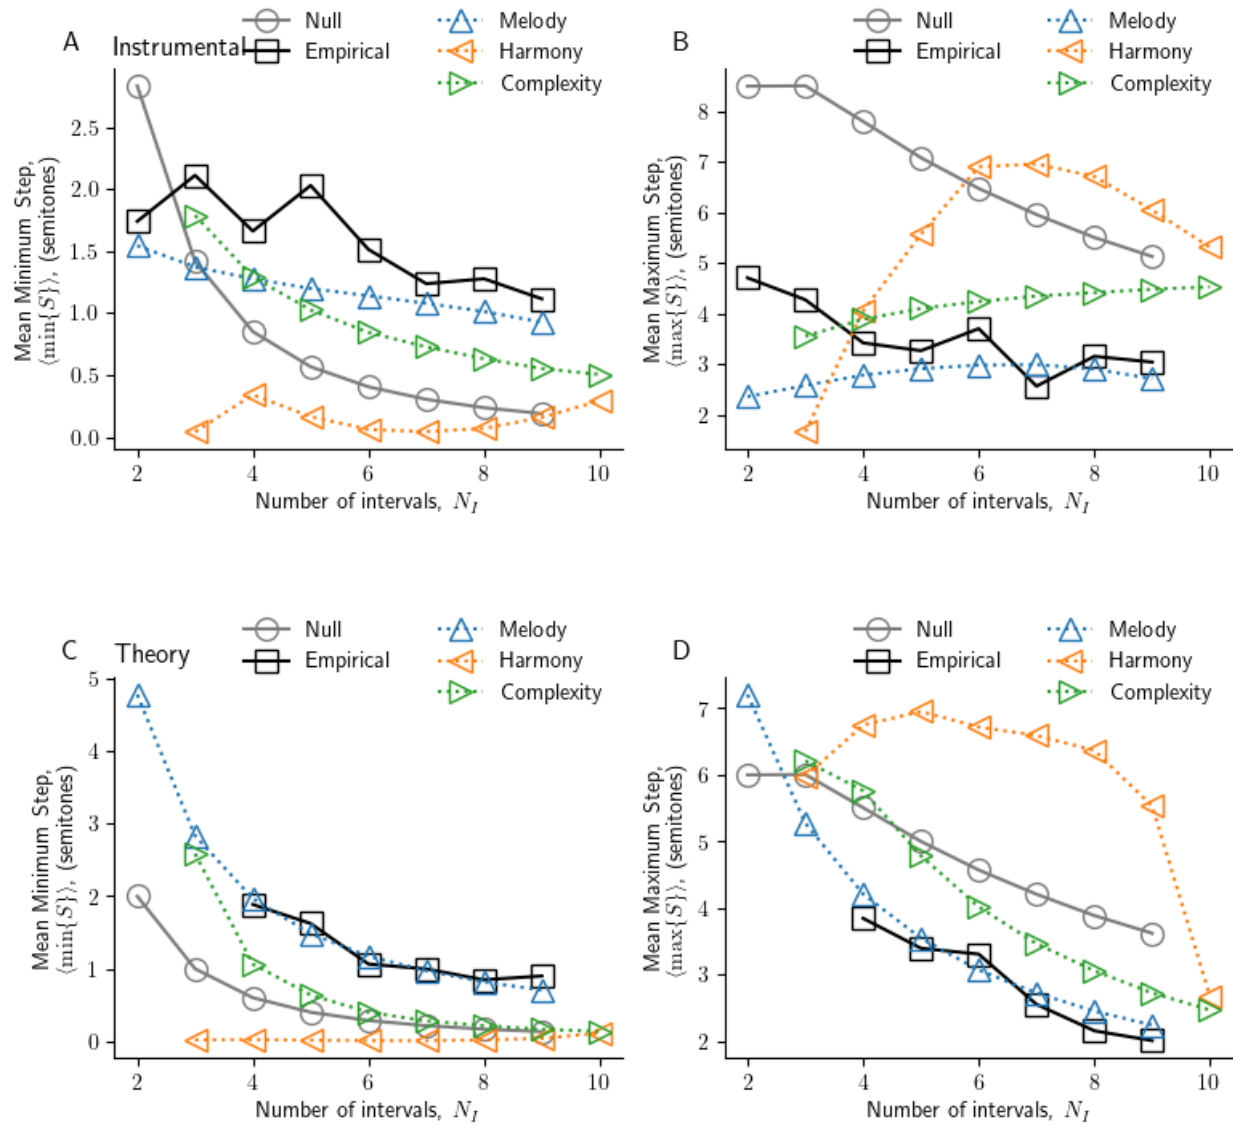 A
Instrumental
Null
Empirical
Melody
Harmony
Complexity
2.5
2.0
1.5
1.0
0.5
0.0
Mean Minimum Step,
⟨min{S}⟩, (semitones)
2 4 6 8 10
Number of intervals, N_I
B
Null
Empirical
Melody
Harmony
Complexity
8
7
6
5
4
3
2
Mean Maximum Step,
⟨max{S}⟩, (semitones)
2 4 6 8 10
Number of intervals, N_I
C
Theory
Null
Empirical
Melody
Harmony
Complexity
5
4
3
2
1
0
Mean Minimum Step,
⟨min{S}⟩, (semitones)
2 4 6 8 10
Number of intervals, N_I
D
Null
Empirical
Melody
Harmony
Complexity
7
6
5
4
3
2
Mean Maximum Step,
⟨max{S}⟩, (semitones)
2 4 6 8 10
Number of intervals, N_I